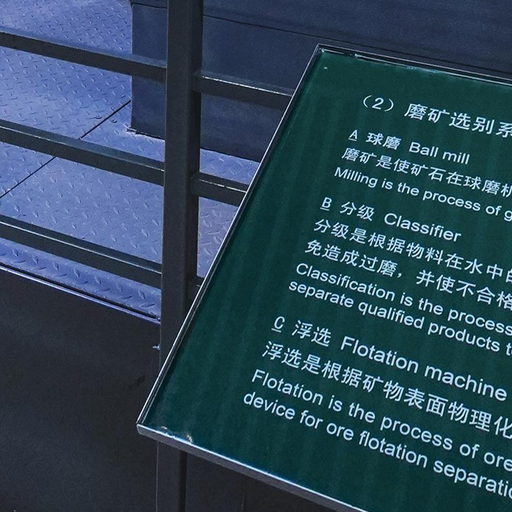 （2）磨矿选别系
A 球磨 Ball mill
磨矿是使矿石在球磨机
Milling is the process of g
B 分级 Classifier
分级是根据物料在水中的
免造成过磨，并使不合格
Classification is the process
separate qualified products t
C 浮选 Flotation machine
浮选是根据矿物表面物理化
Flotation is the process of ore
device for ore flotation separatio